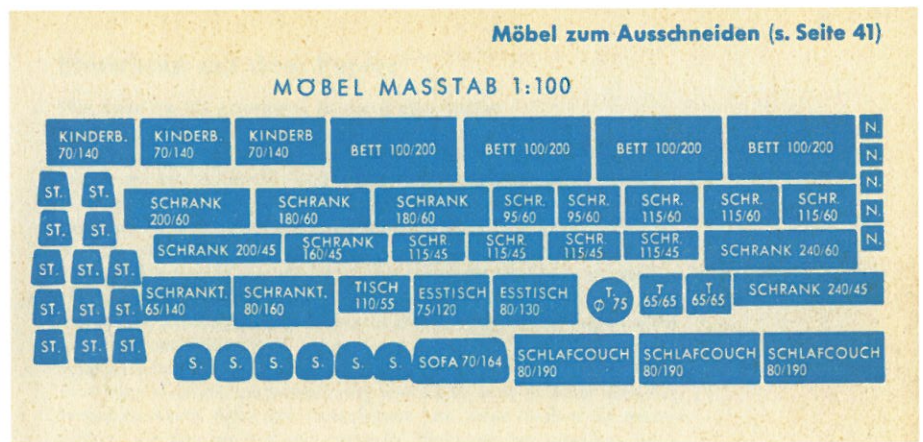 Möbel zum Ausschneiden (s. Seite 41)
MÖBEL MASSTAB 1:100
KINDERB.
70/140
KINDERB.
70/140
KINDERB
70/140
BETT 100/200
BETT 100/200
BETT 100/200
BETT 100/200
N.
N.
N.
N.
N.
ST.
ST.
SCHRANK
200/60
SCHRANK
180/60
SCHRANK
180/60
SCHR.
95/60
SCHR.
95/60
SCHR.
115/60
SCHR.
115/60
SCHR.
115/60
ST.
ST.
SCHRANK 200/45
SCHRANK
160/45
SCHR.
115/45
SCHR.
115/45
SCHR.
115/45
SCHR.
115/45
SCHRANK 240/60
ST.
ST.
ST.
SCHRANKT.
65/140
SCHRANKT.
80/160
TISCH
110/55
ESSTISCH
75/120
ESSTISCH
80/130
T.
Φ 75
T
65/65
T
65/65
SCHRANK 240/45
ST.
ST.
ST.
ST.
ST.
ST.
S.
S.
S.
S.
S.
S.
SOFA 70/164
SCHLAFCOUCH
80/190
SCHLAFCOUCH
80/190
SCHLAFCOUCH
80/190